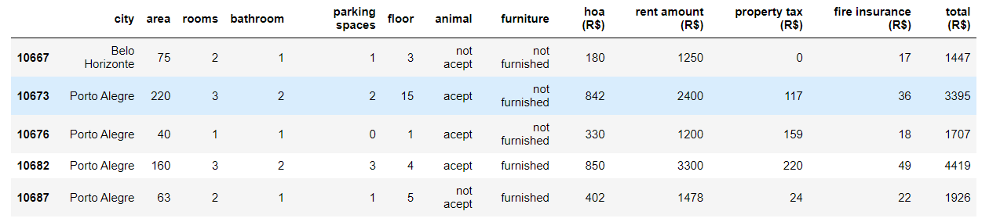 city area rooms bathroom parking spaces floor animal furniture hoa (R$) rent amount (R$) property tax (R$) fire insurance (R$) total (R$)
10667 Belo Horizonte 75 2 1 1 3 not acept not furnished 180 1250 0 17 1447
10673 Porto Alegre 220 3 2 2 15 acept not furnished 842 2400 117 36 3395
10676 Porto Alegre 40 1 1 0 1 acept not furnished 330 1200 159 18 1707
10682 Porto Alegre 160 3 2 3 4 acept furnished 850 3300 220 49 4419
10687 Porto Alegre 63 2 1 1 5 not acept furnished 402 1478 24 22 1926